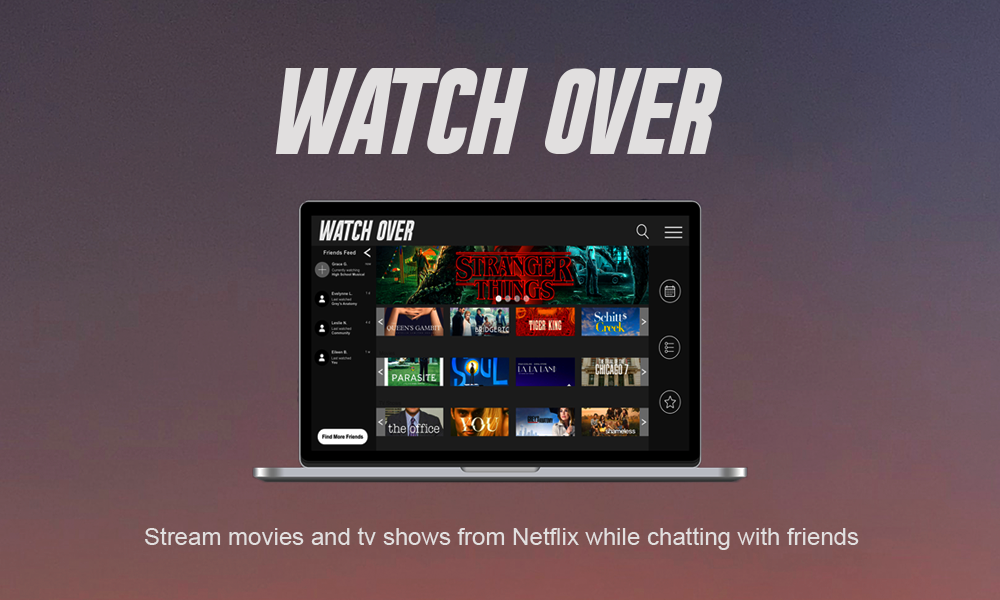 WATCH OVER
WATCH OVER
Friends Feed
Grace G.
Currently watching
High School Musical
Evelynne L.
Last watched
Grey's Anatomy
Leslie N.
Last watched
Community
Eileen B.
Last watched
You
Find More Friends
STRANGER
THINGS
QUEEN'S GAMBIT
BRIDGERTO
TIGER KING
Schitt's
Creek
PARASITE
SOUL
LA LA LAND
CHICAGO 7
the office
YOU
GREY'S ANATOMY
shameless
Stream movies and tv shows from Netflix while chatting with friends